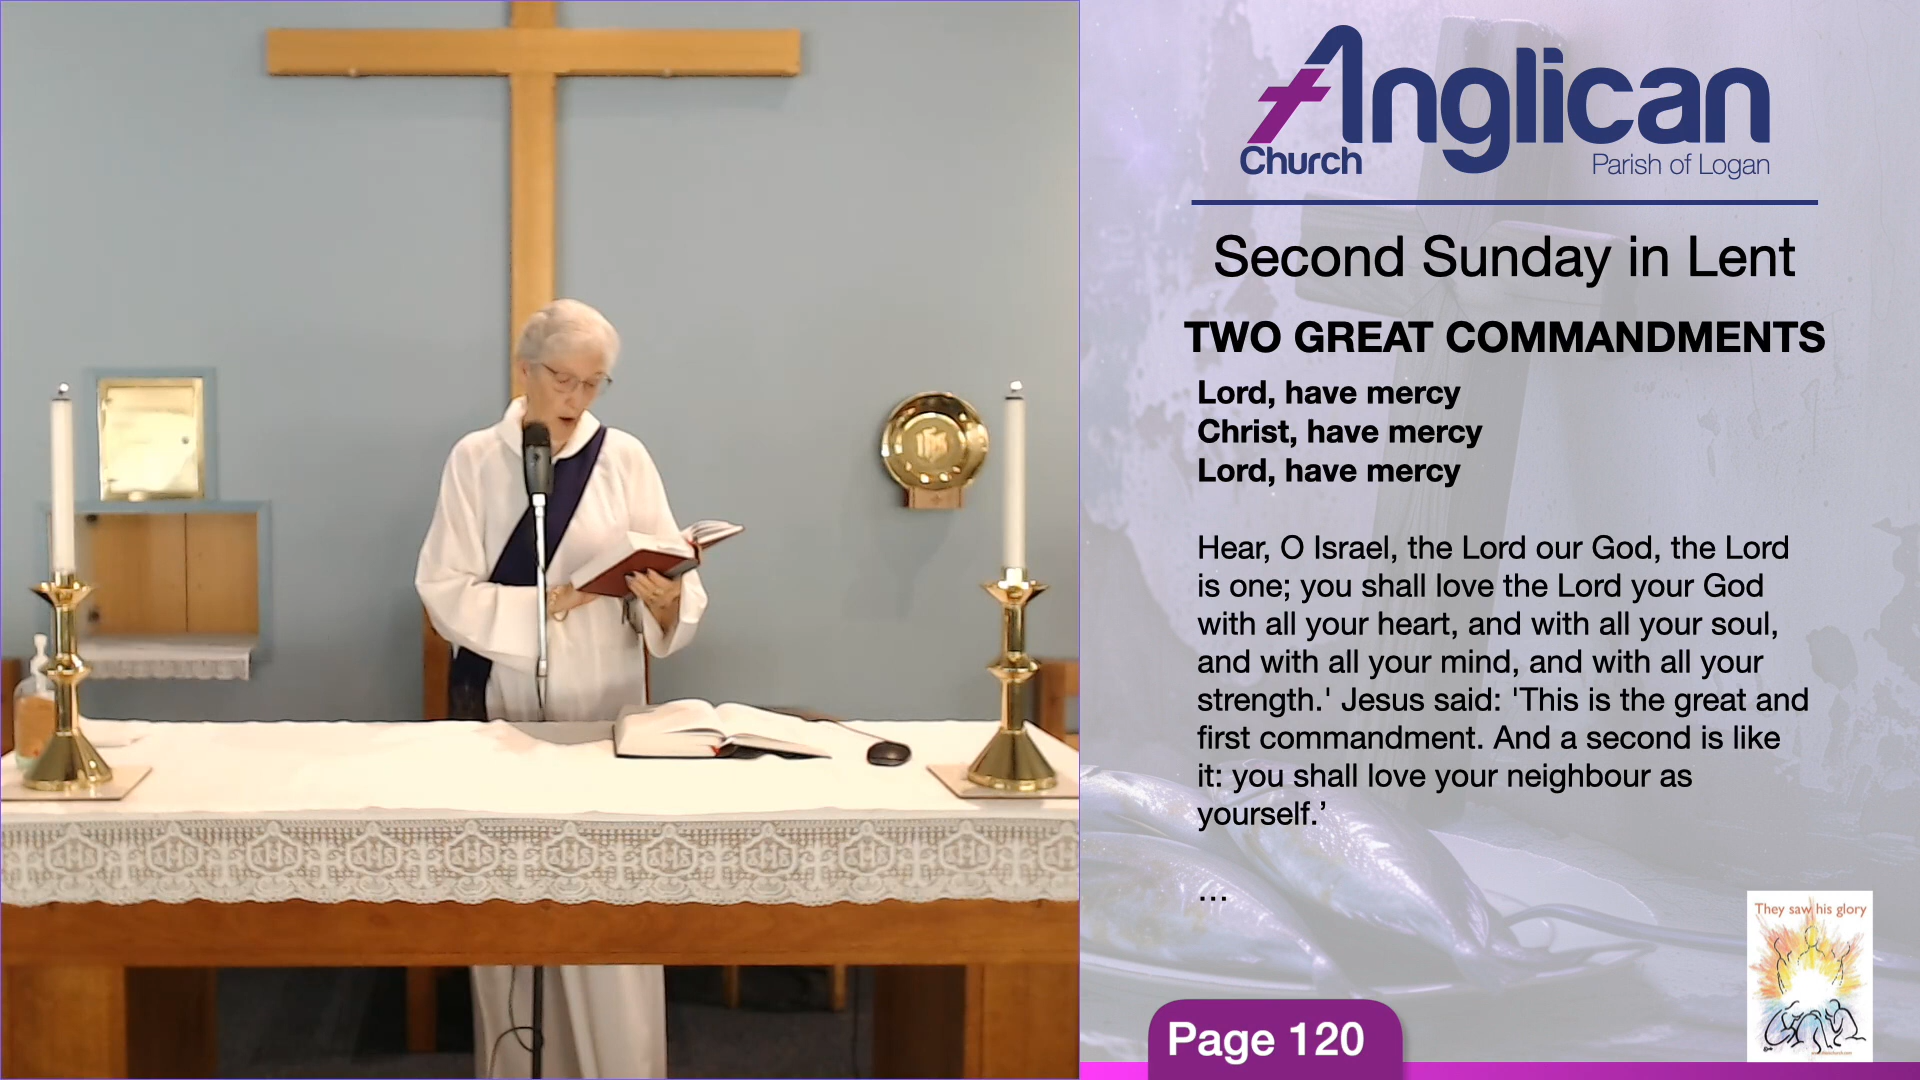 Anglican
Church
Parish of Logan
Second Sunday in Lent
TWO GREAT COMMANDMENTS
Lord, have mercy
Christ, have mercy
Lord, have mercy
Hear, O Israel, the Lord our God, the Lord
is one; you shall love the Lord your God
with all your heart, and with all your soul,
and with all your mind, and with all your
strength.' Jesus said: 'This is the great and
first commandment. And a second is like
it: you shall love your neighbour as
yourself.’
...
They saw his glory
Page 120
IHS